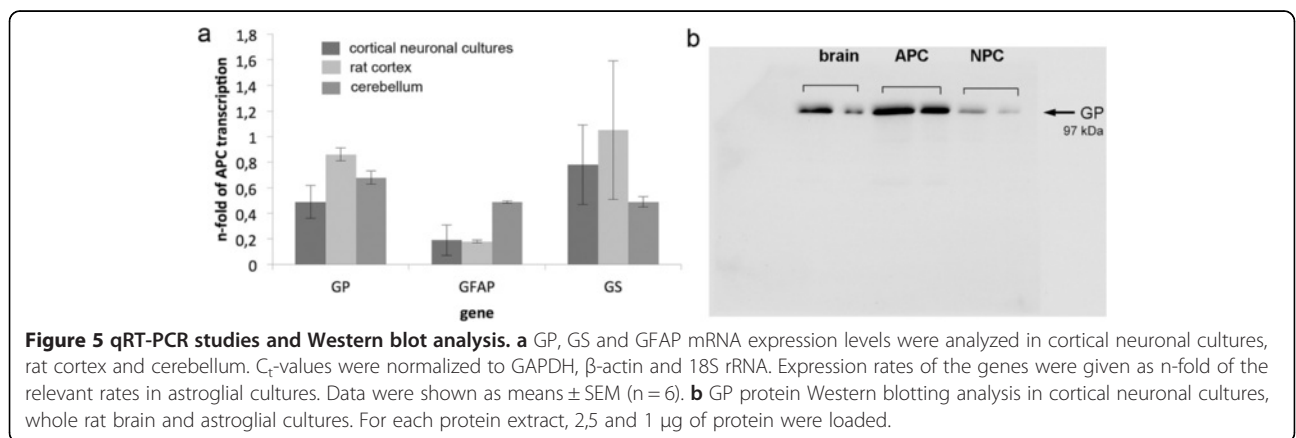 a
1,8
1,6
1,4
1,2
1
0,8
0,6
0,4
0,2
0
n-fold of APC transcription
cortical neuronal cultures
rat cortex
cerebellum
GP GFAP GS
gene
b
brain APC NPC
GP
97 kDa
Figure 5 qRT-PCR studies and Western blot analysis. a GP, GS and GFAP mRNA expression levels were analyzed in cortical neuronal cultures,
rat cortex and cerebellum. Ct-values were normalized to GAPDH, β-actin and 18S rRNA. Expression rates of the genes were given as n-fold of the
relevant rates in astroglial cultures. Data were shown as means ± SEM (n = 6). b GP protein Western blotting analysis in cortical neuronal cultures,
whole rat brain and astroglial cultures. For each protein extract, 2,5 and 1 μg of protein were loaded.